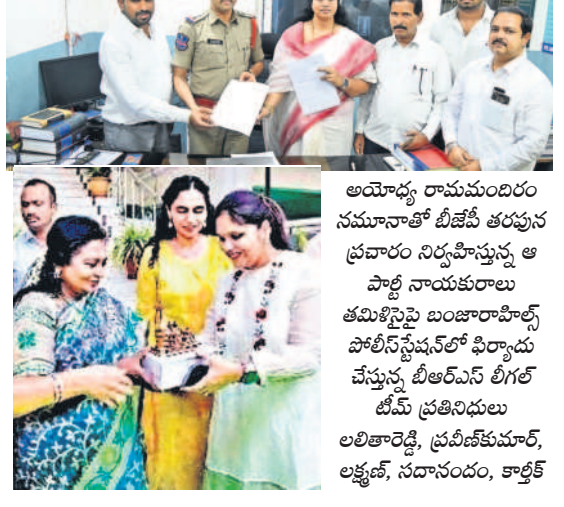 అయోధ్య రామమందిరం
నమూనాతో బీజేపీ తరపున
ప్రచారం నిర్వహిస్తున్న ఆ
పార్టీ నాయకురాలు
తమిళిసైపై బంజారాహిల్స్
పోలీస్‌స్టేషన్‌లో ఫిర్యాదు
చేస్తున్న బీఆర్ఎస్ లీగల్
టీమ్ ప్రతినిధులు
లలితారెడ్డి, ప్రవీణ్‌కుమార్,
లక్ష్మణ్, సదానందం, కార్తీక్